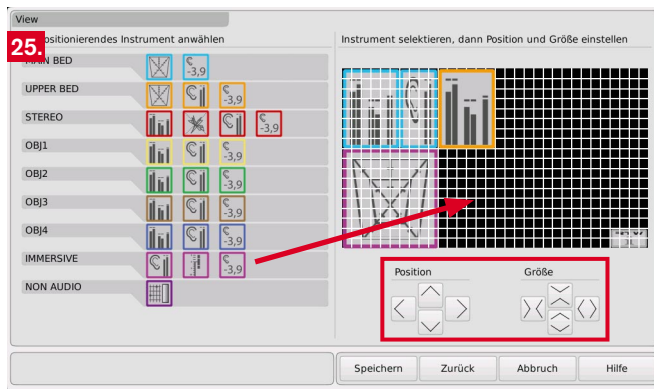 View
25.
positionierendes Instrument anwählen
Instrument selektieren, dann Position und Größe einstellen
MAIN BED
-3,9
UPPER BED
-3,9
STEREO
-3,9
OBJ1
-3,9
OBJ2
-3,9
OBJ3
-3,9
OBJ4
-3,9
IMMERSIVE
-3,9
NON AUDIO
Position
Größe
Speichern
Zurück
Abbruch
Hilfe